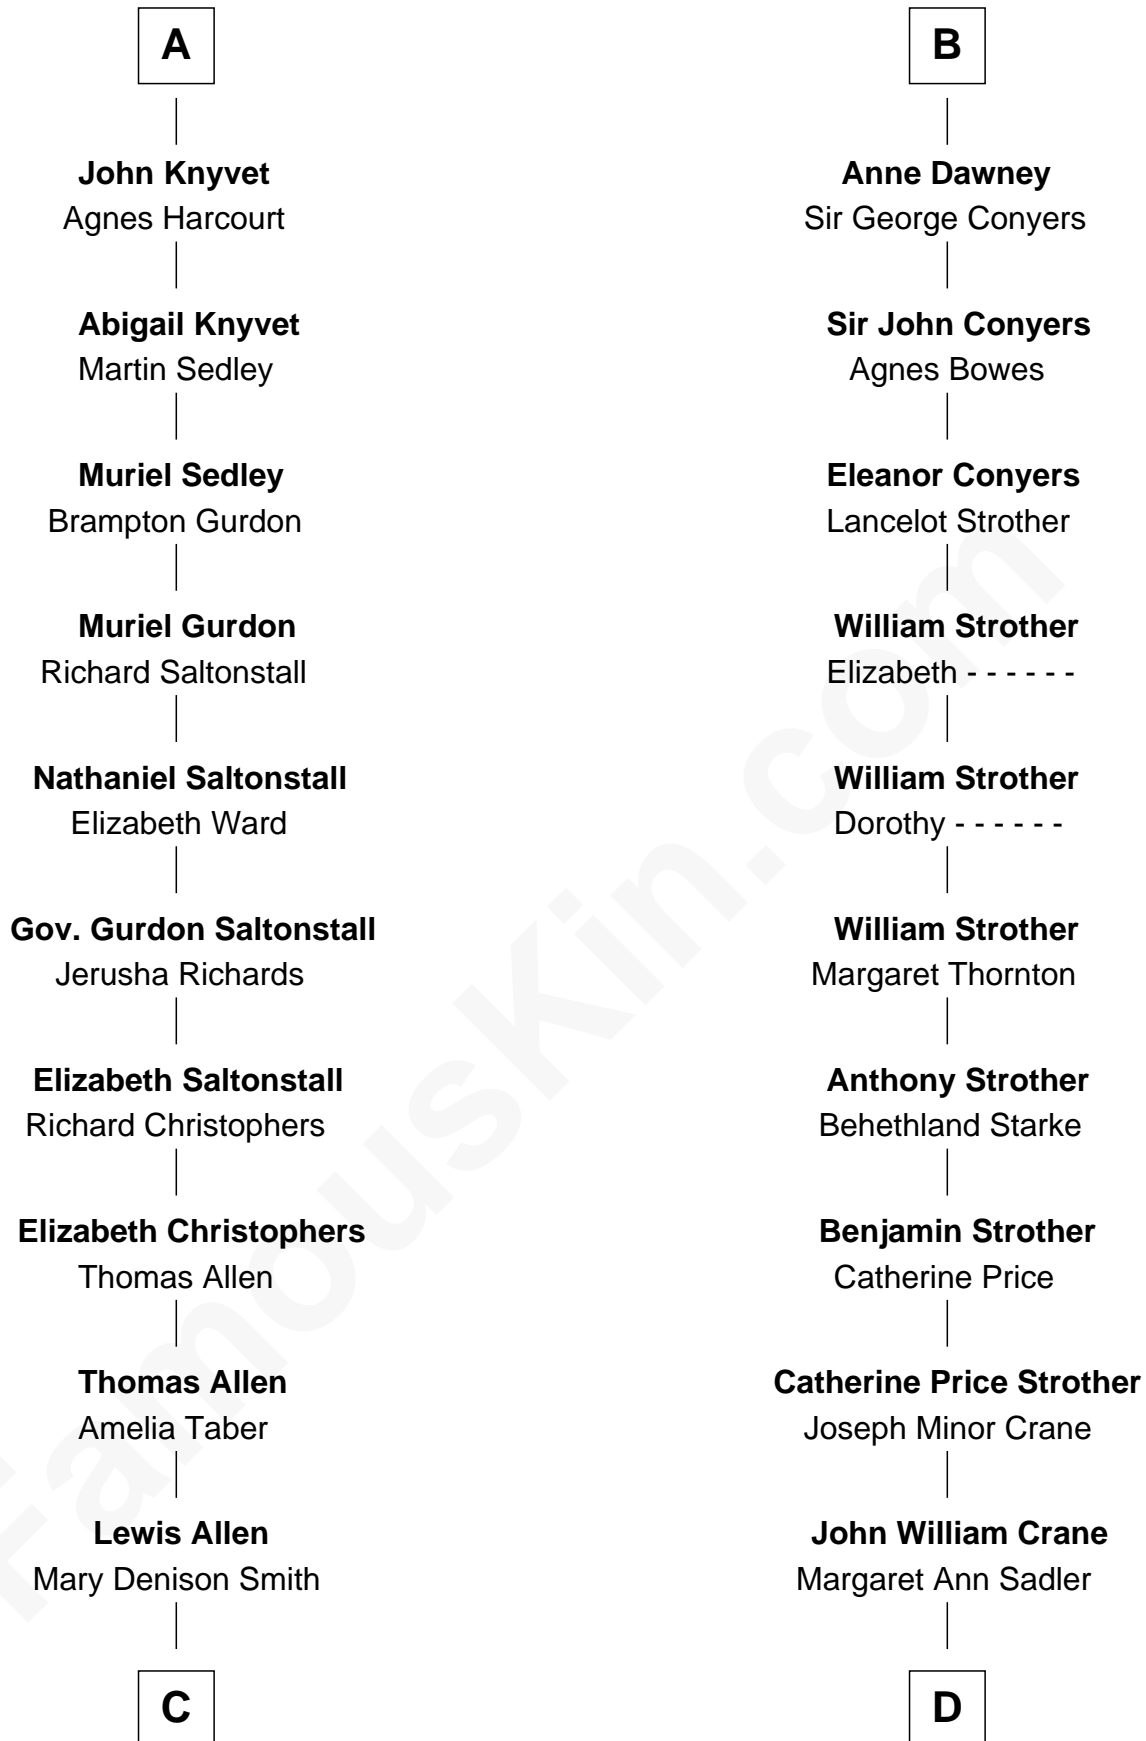 A
John Knyvet
Agnes Harcourt
Abigail Knyvet
Martin Sedley
Muriel Sedley
Brampton Gurdon
Muriel Gurdon
Richard Saltonstall
Nathaniel Saltonstall
Elizabeth Ward
Gov. Gurdon Saltonstall
Jerusha Richards
Elizabeth Saltonstall
Richard Christophers
Elizabeth Christophers
Thomas Allen
Thomas Allen
Amelia Taber
Lewis Allen
Mary Denison Smith
C
B
Anne Dawney
Sir George Conyers
Sir John Conyers
Agnes Bowes
Eleanor Conyers
Lancelot Strother
William Strother
Elizabeth - - - - - -
William Strother
Dorothy - - - - - -
William Strother
Margaret Thornton
Anthony Strother
Behethland Starke
Benjamin Strother
Catherine Price
Catherine Price Strother
Joseph Minor Crane
John William Crane
Margaret Ann Sadler
D
FamousKin.com